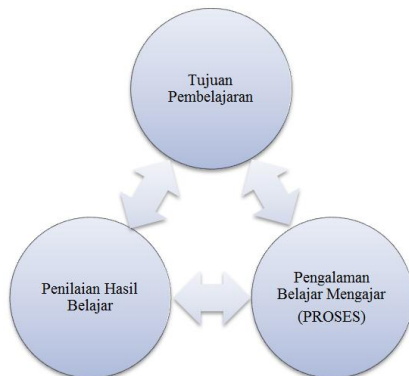 Tujuan
Pembelajaran
Penilaian Hasil
Belajar
Pengalaman
Belajar Mengajar
(PROSES)